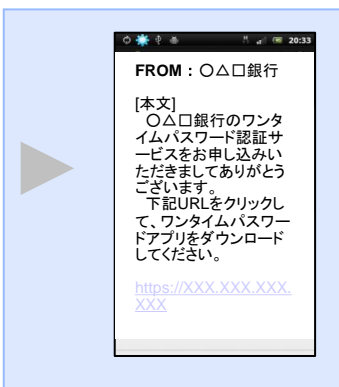 20:33
FROM：〇△□銀行
[本文]
　〇△□銀行のワンタ
イムパスワード認証サ
ービスをお申し込みい
ただきましてありがとう
ございます。
　下記URLをクリックし
て、ワンタイムパスワー
ドアプリをダウンロード
してください。
https://XXX.XXX.XXX.
XXX